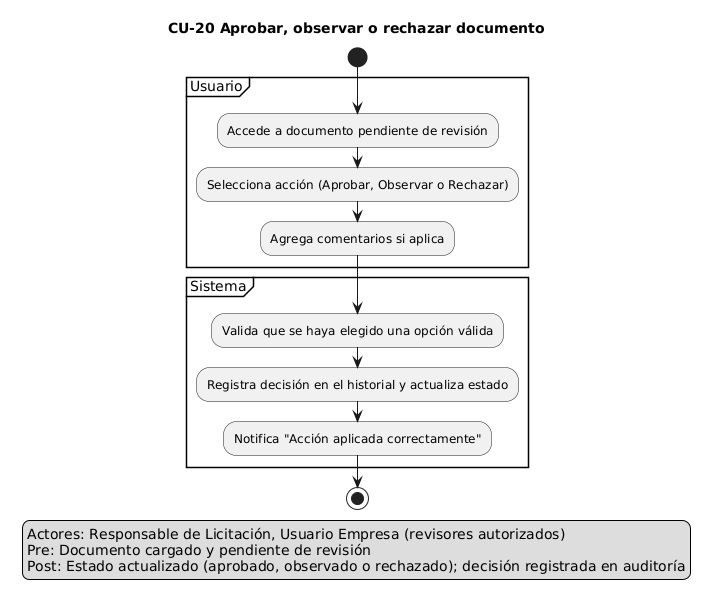 CU-20 Aprobar, observar o rechazar documento
Usuario
Accede a documento pendiente de revisión
Selecciona acción (Aprobar, Observar o Rechazar)
Agrega comentarios si aplica
Sistema
Valida que se haya elegido una opción válida
Registra decisión en el historial y actualiza estado
Notifica "Acción aplicada correctamente"
Actores: Responsable de Licitación, Usuario Empresa (revisores autorizados)
Pre: Documento cargado y pendiente de revisión
Post: Estado actualizado (aprobado, observado o rechazado); decisión registrada en auditoría